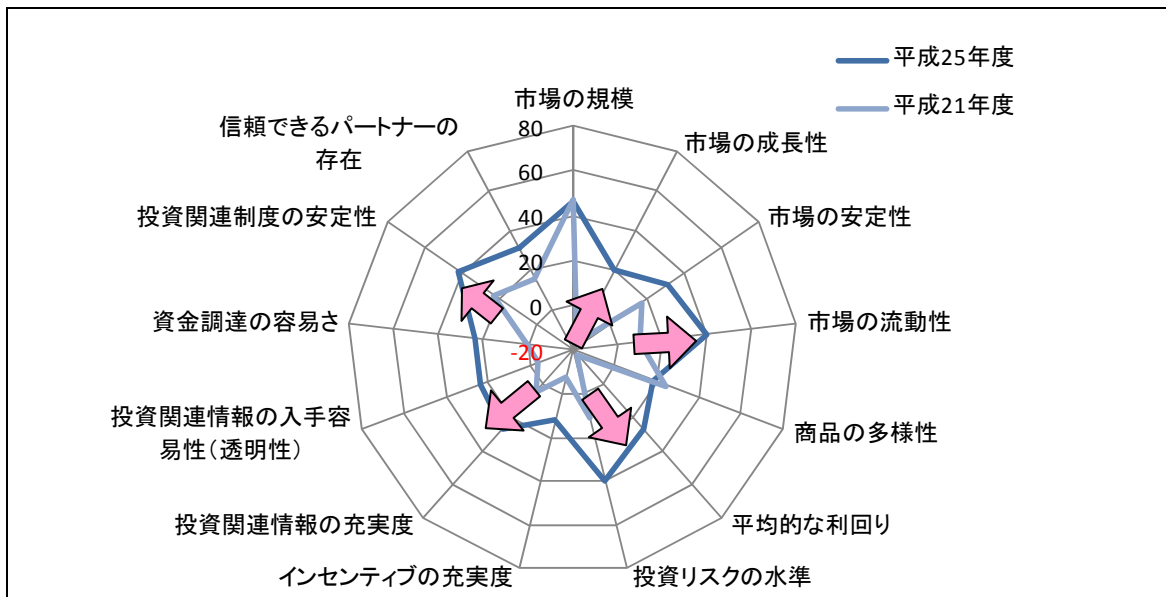 平成25年度
平成21年度
市場の規模
市場の成長性
市場の安定性
市場の流動性
商品の多様性
平均的な利回り
投資リスクの水準
インセンティブの充実度
投資関連情報の充実度
投資関連情報の入手容
易性(透明性)
資金調達の容易さ
投資関連制度の安定性
信頼できるパートナーの
存在
80
60
40
20
0
-20